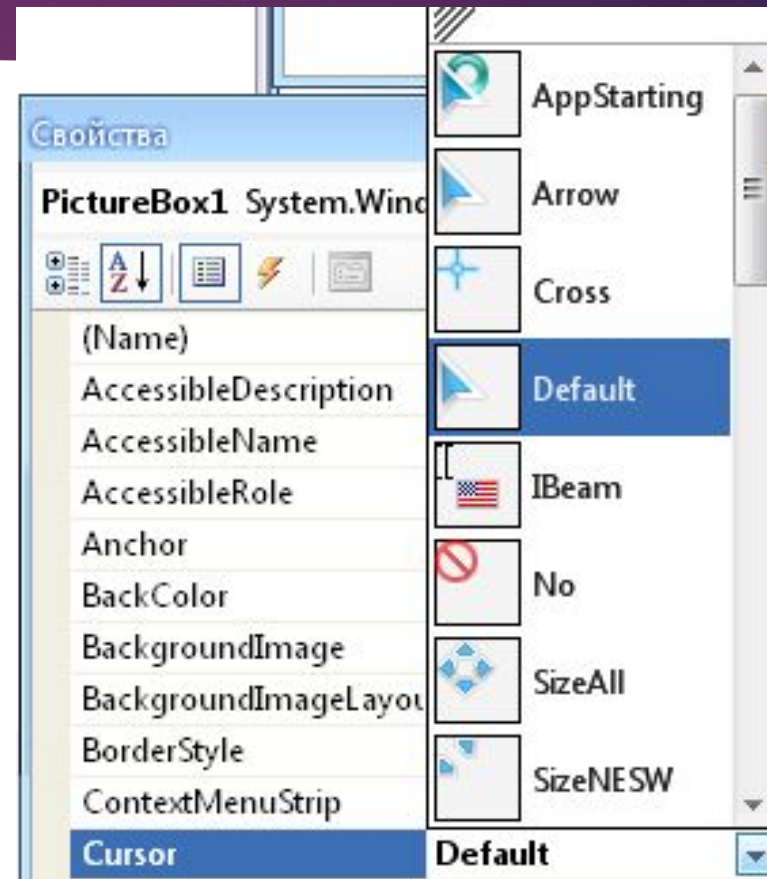 Свойства
PictureBox1 System.Wind
(Name)
AccessibleDescription
AccessibleName
AccessibleRole
Anchor
BackColor
BackgroundImage
BackgroundImageLayou
BorderStyle
ContextMenuStrip
Cursor
AppStarting
Arrow
Cross
Default
IBeam
No
SizeAll
SizeNESW
Default